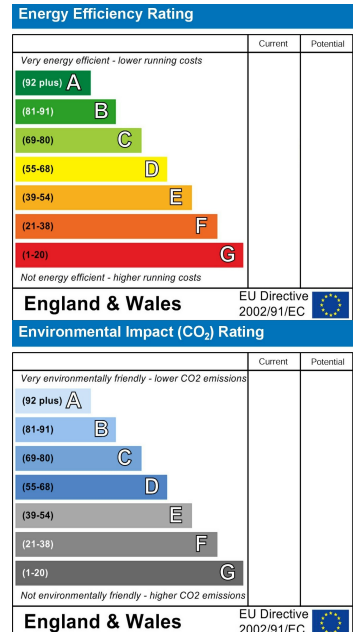 Energy Efficiency Rating
Current Potential
Very energy efficient - lower running costs
(92 plus) A
(81-91) B
(69-80) C
(55-68) D
(39-54) E
(21-38) F
(1-20) G
Not energy efficient - higher running costs
England & Wales
EU Directive
2002/91/EC
Environmental Impact (CO₂) Rating
Current Potential
Very environmentally friendly - lower CO2 emissions
(92 plus) A
(81-91) B
(69-80) C
(55-68) D
(39-54) E
(21-38) F
(1-20) G
Not environmentally friendly - higher CO2 emissions
England & Wales
EU Directive
2002/91/EC